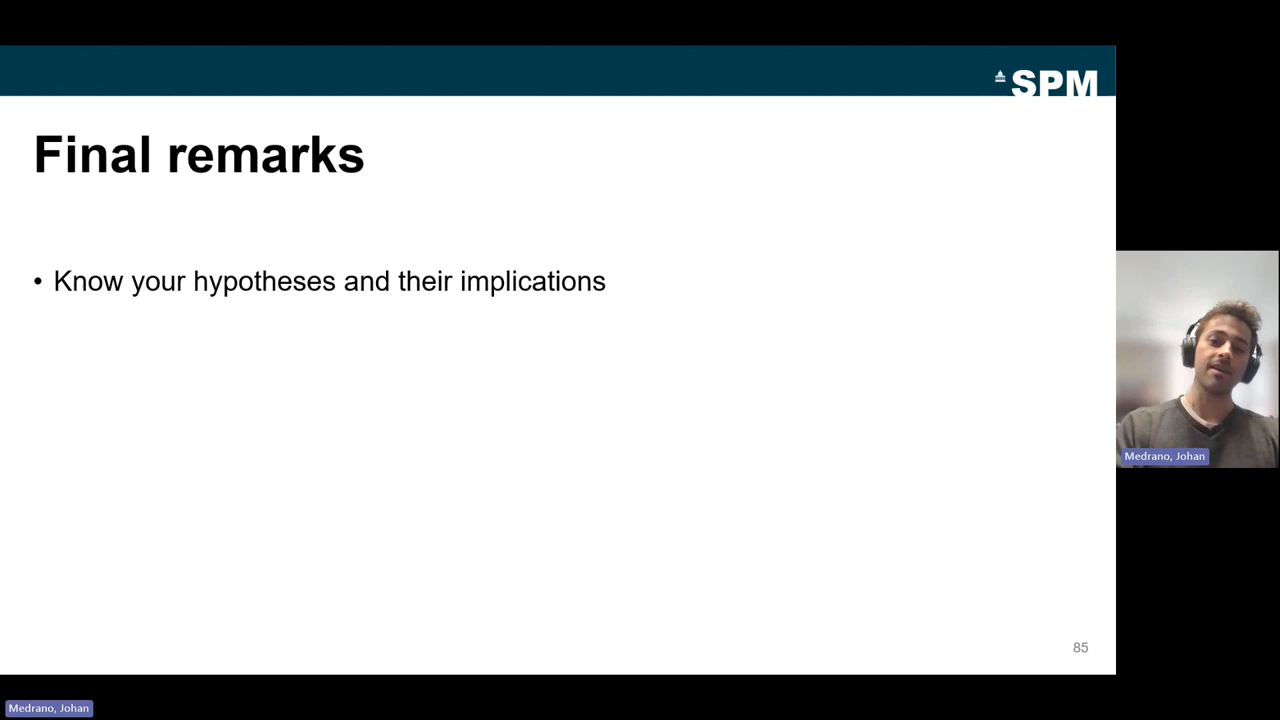 SPM
Final remarks
• Know your hypotheses and their implications
85
Medrano, Johan
Medrano, Johan